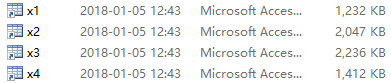 x1 2018-01-05 12:43 Microsoft Acces... 1,232 KB
x2 2018-01-05 12:43 Microsoft Acces... 2,047 KB
x3 2018-01-05 12:43 Microsoft Acces... 2,236 KB
x4 2018-01-05 12:43 Microsoft Acces... 1,412 KB